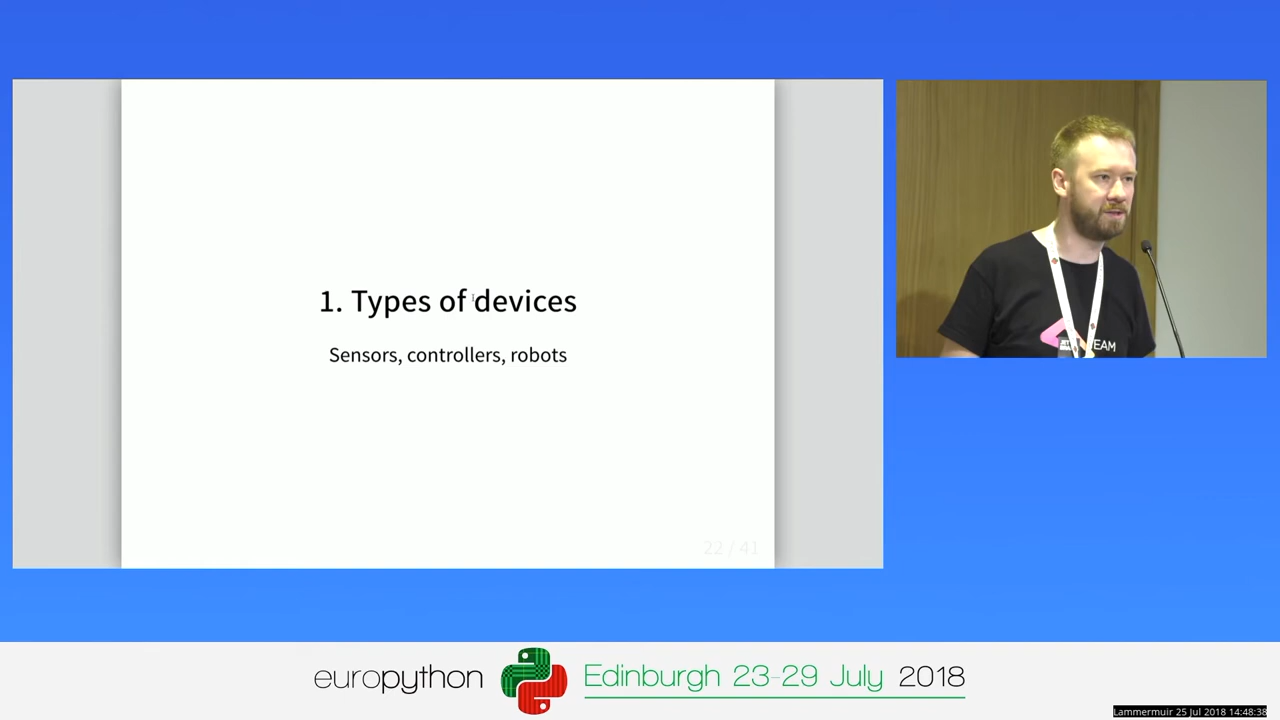 1. Types of devices
Sensors, controllers, robots
22 / 41
EAM
europython
Edinburgh 23-29 July 2018
Lammermuir 25 Jul 2018 14:48:38